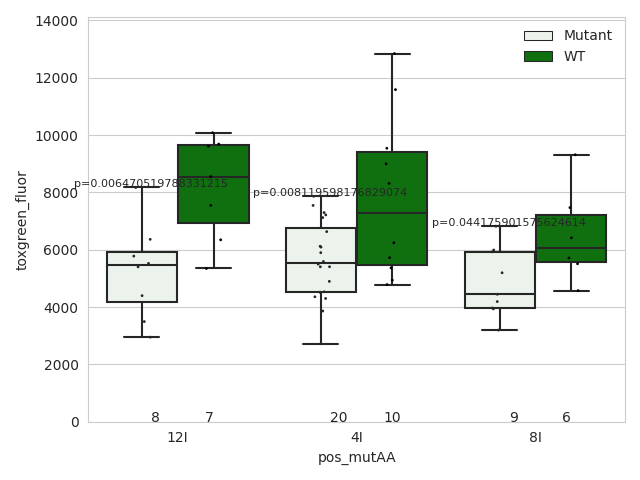 14000
Mutant
WT
12000
10000
p=0.006470519788331215
p=0.008119598176829074
8000
p=0.044175901575624614
6000
4000
2000
0
8 7 20 10 9 6
12I 4I 8I
pos_mutAA
toxgreen_fluor